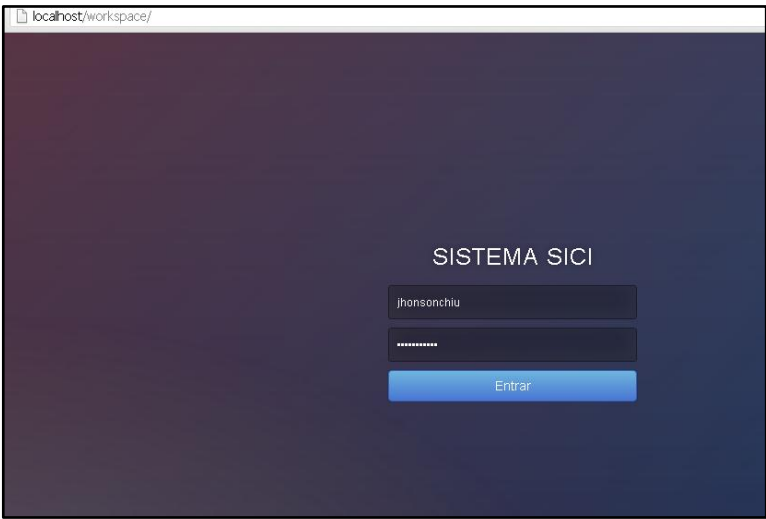 localhost/workspace/
SISTEMA SICI
jhonsonchiu
•••••••••••
Entrar